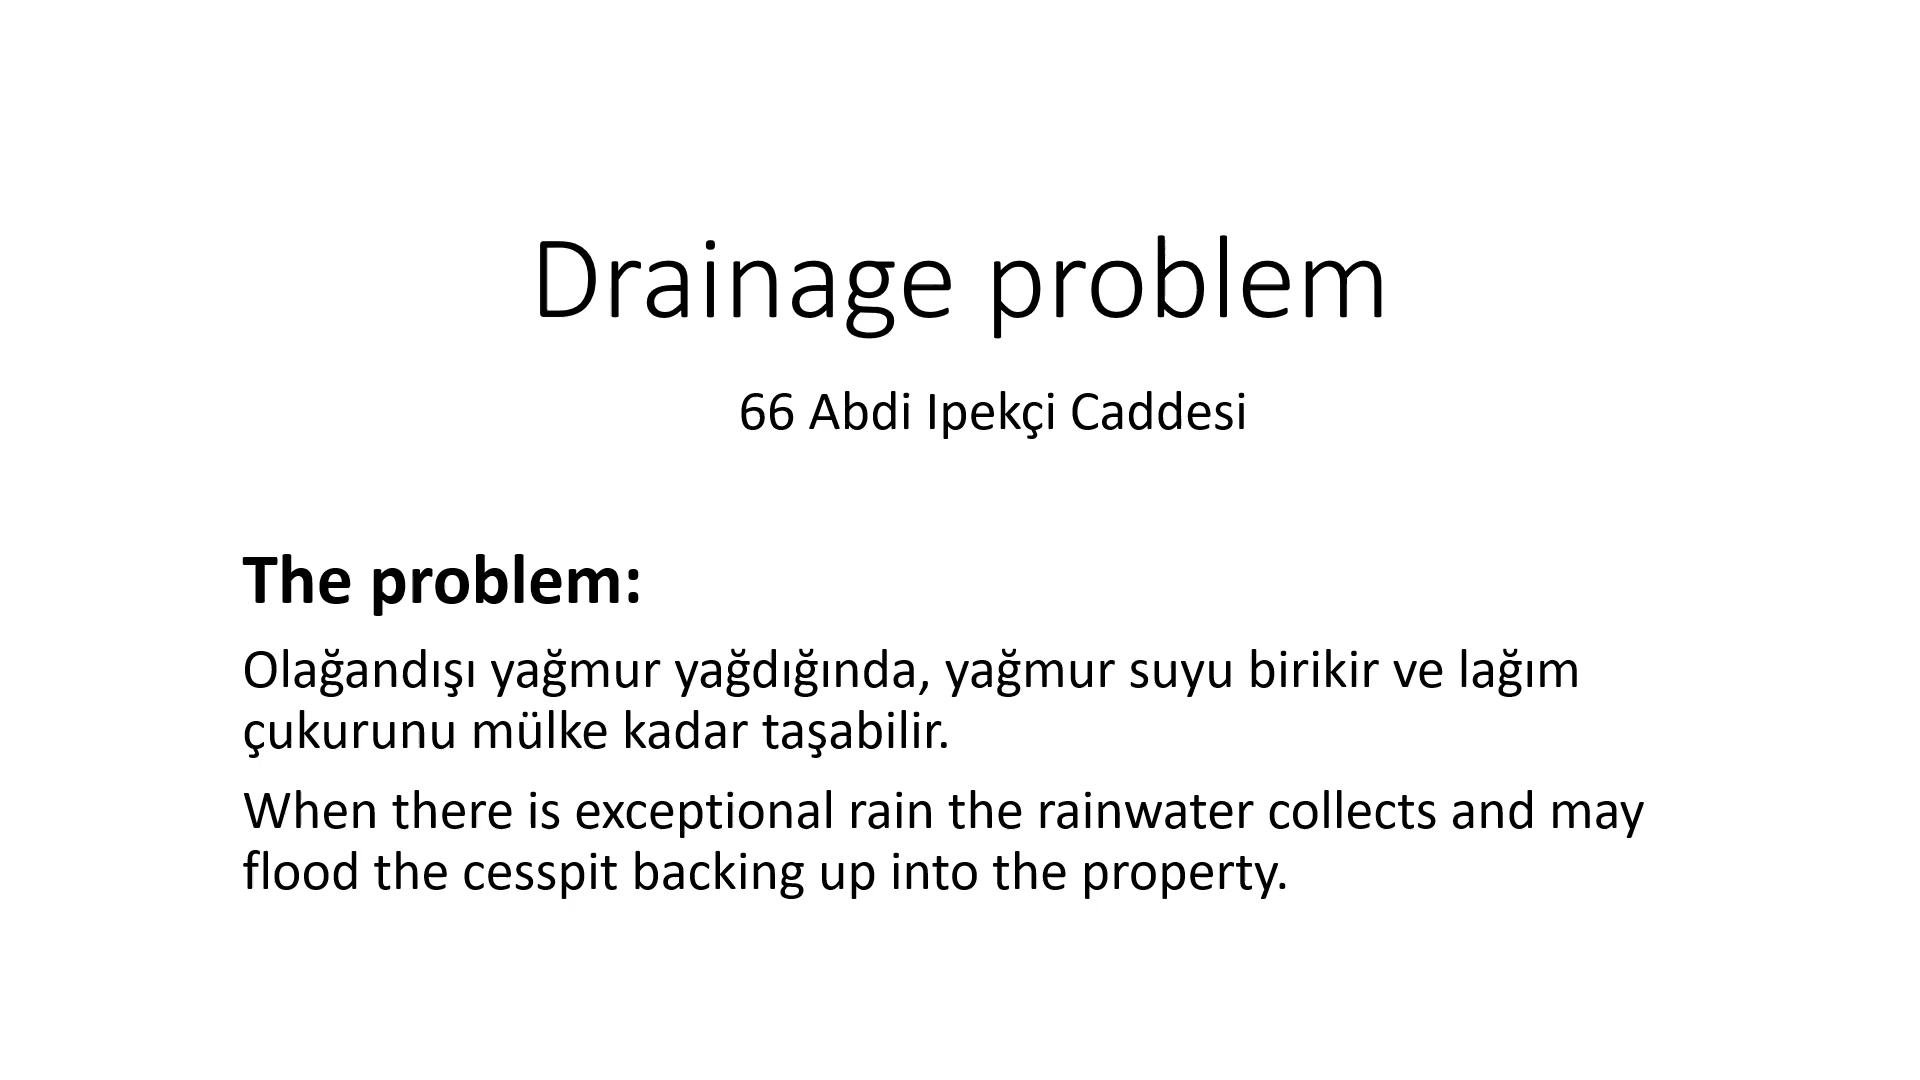 Drainage problem
66 Abdi Ipekçi Caddesi
The problem:
Olağandışı yağmur yağdığında, yağmur suyu birikir ve lağım
çukurunu mülke kadar taşabilir.
When there is exceptional rain the rainwater collects and may
flood the cesspit backing up into the property.